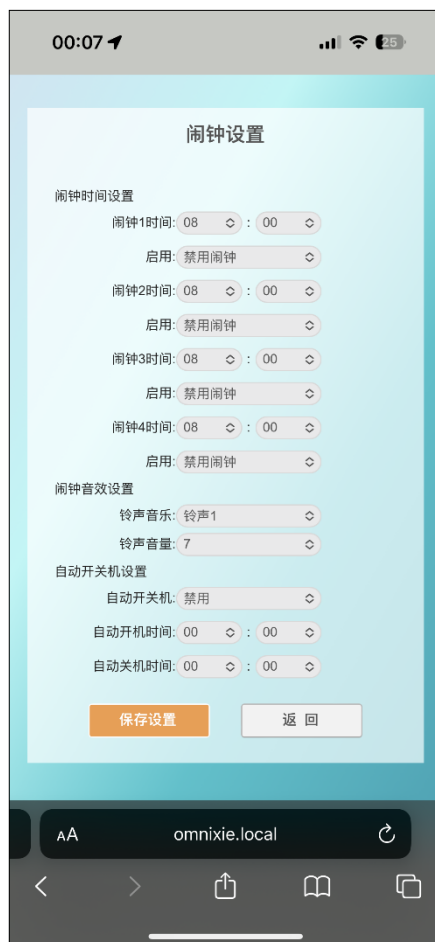 00:07
25
闹钟设置
闹钟时间设置
闹钟1时间: 08 : 00
启用: 禁用闹钟
闹钟2时间: 08 : 00
启用: 禁用闹钟
闹钟3时间: 08 : 00
启用: 禁用闹钟
闹钟4时间: 08 : 00
启用: 禁用闹钟
闹钟音效设置
铃声音乐: 铃声1
铃声音量: 7
自动开关机设置
自动开关机: 禁用
自动开机时间: 00 : 00
自动关机时间: 00 : 00
保存设置 返 回
AA omnixie.local